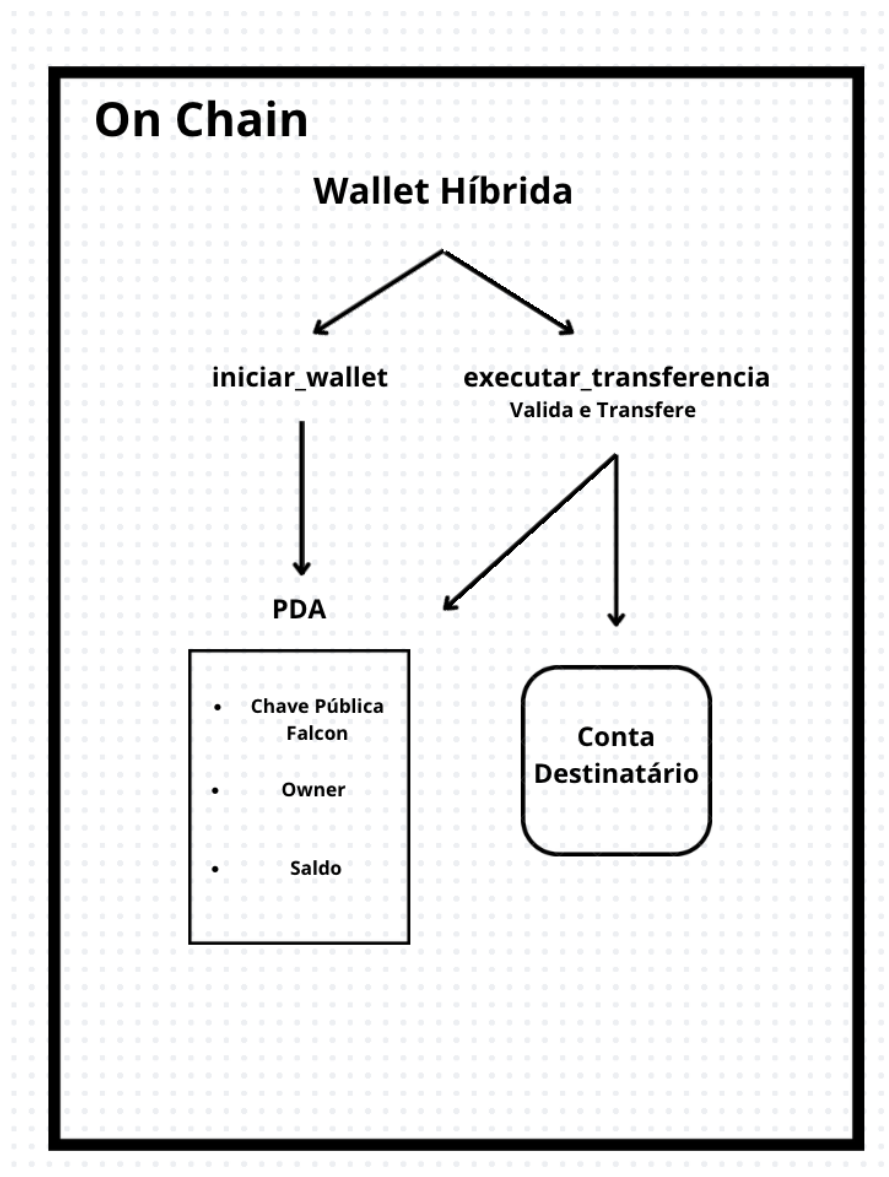 On Chain
Wallet Híbrida
iniciar_wallet
executar_transferencia
Valida e Transfere
PDA
• Chave Pública
Falcon
• Owner
• Saldo
Conta
Destinatário